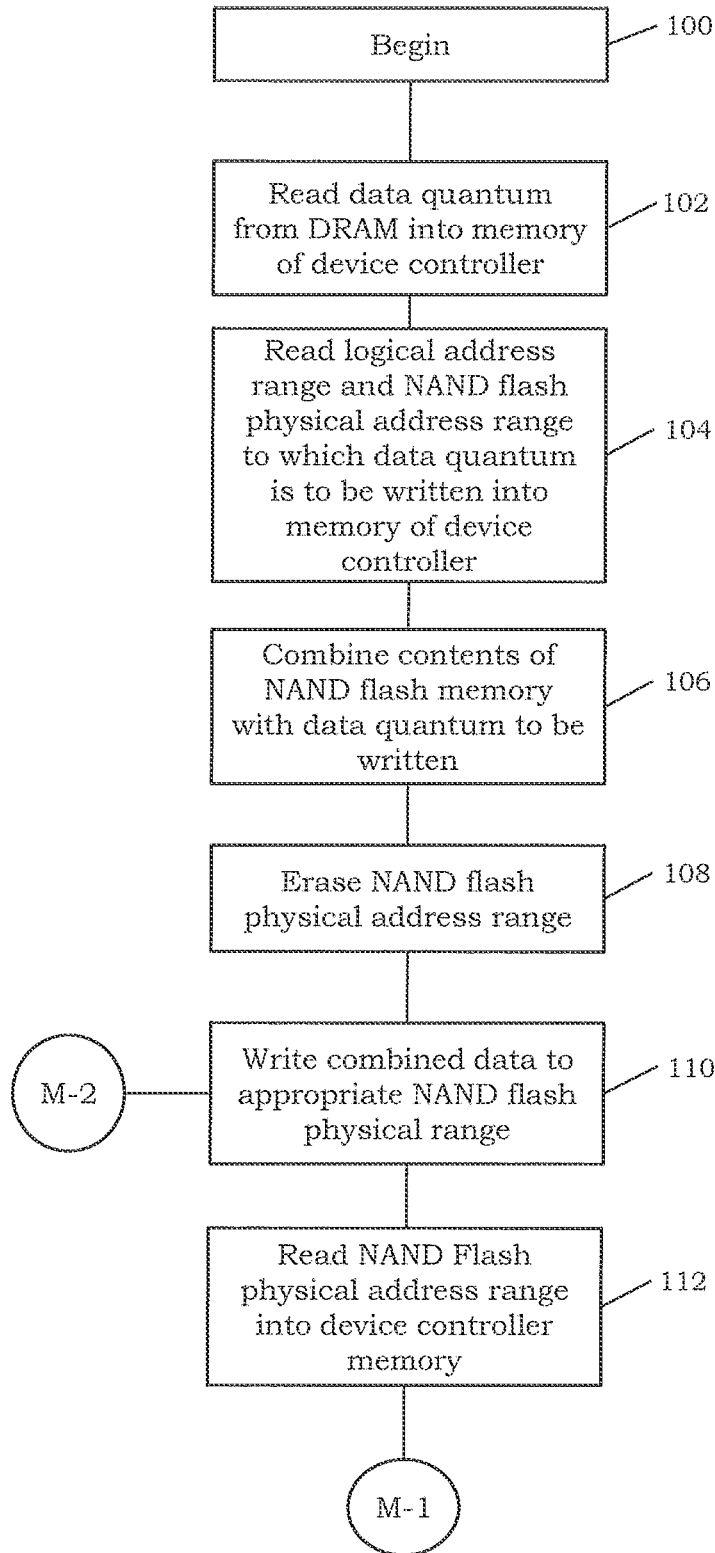 Begin
100
Read data quantum
from DRAM into memory
of device controller
102
Read logical address
range and NAND flash
physical address range
to which data quantum
is to be written into
memory of device
controller
104
Combine contents of
NAND flash memory
with data quantum to be
written
106
Erase NAND flash
physical address range
108
M-2
Write combined data to
appropriate NAND flash
physical range
110
Read NAND Flash
physical address range
into device controller
memory
112
M-1